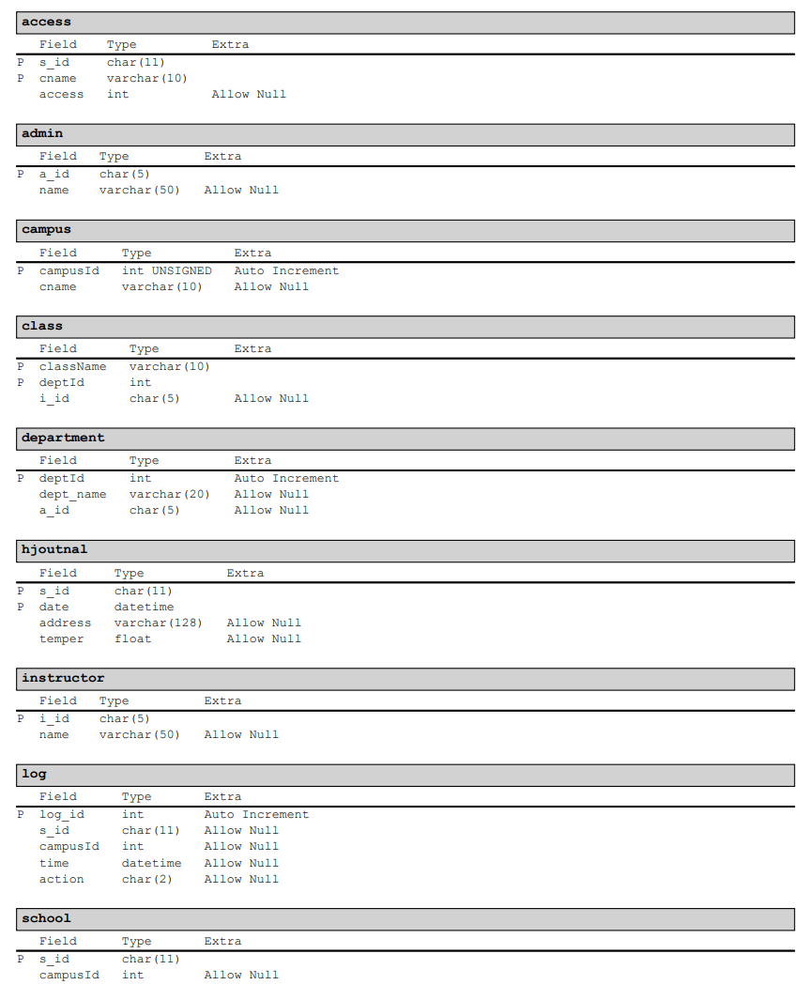 access
Field Type Extra
P s_id char(11)
P cname varchar(10)
access int Allow Null
admin
Field Type Extra
P a_id char(5)
name varchar(50) Allow Null
campus
Field Type Extra
P campusId int UNSIGNED Auto Increment
cname varchar(10) Allow Null
class
Field Type Extra
P className varchar(10)
P deptId int
i_id char(5) Allow Null
department
Field Type Extra
P deptId int Auto Increment
dept_name varchar(20) Allow Null
a_id char(5) Allow Null
hjoutnal
Field Type Extra
P s_id char(11)
P date datetime
address varchar(128) Allow Null
temper float Allow Null
instructor
Field Type Extra
P i_id char(5)
name varchar(50) Allow Null
log
Field Type Extra
P log_id int Auto Increment
s_id char(11) Allow Null
campusId int Allow Null
time datetime Allow Null
action char(2) Allow Null
school
Field Type Extra
P s_id char(11)
campusId int Allow Null